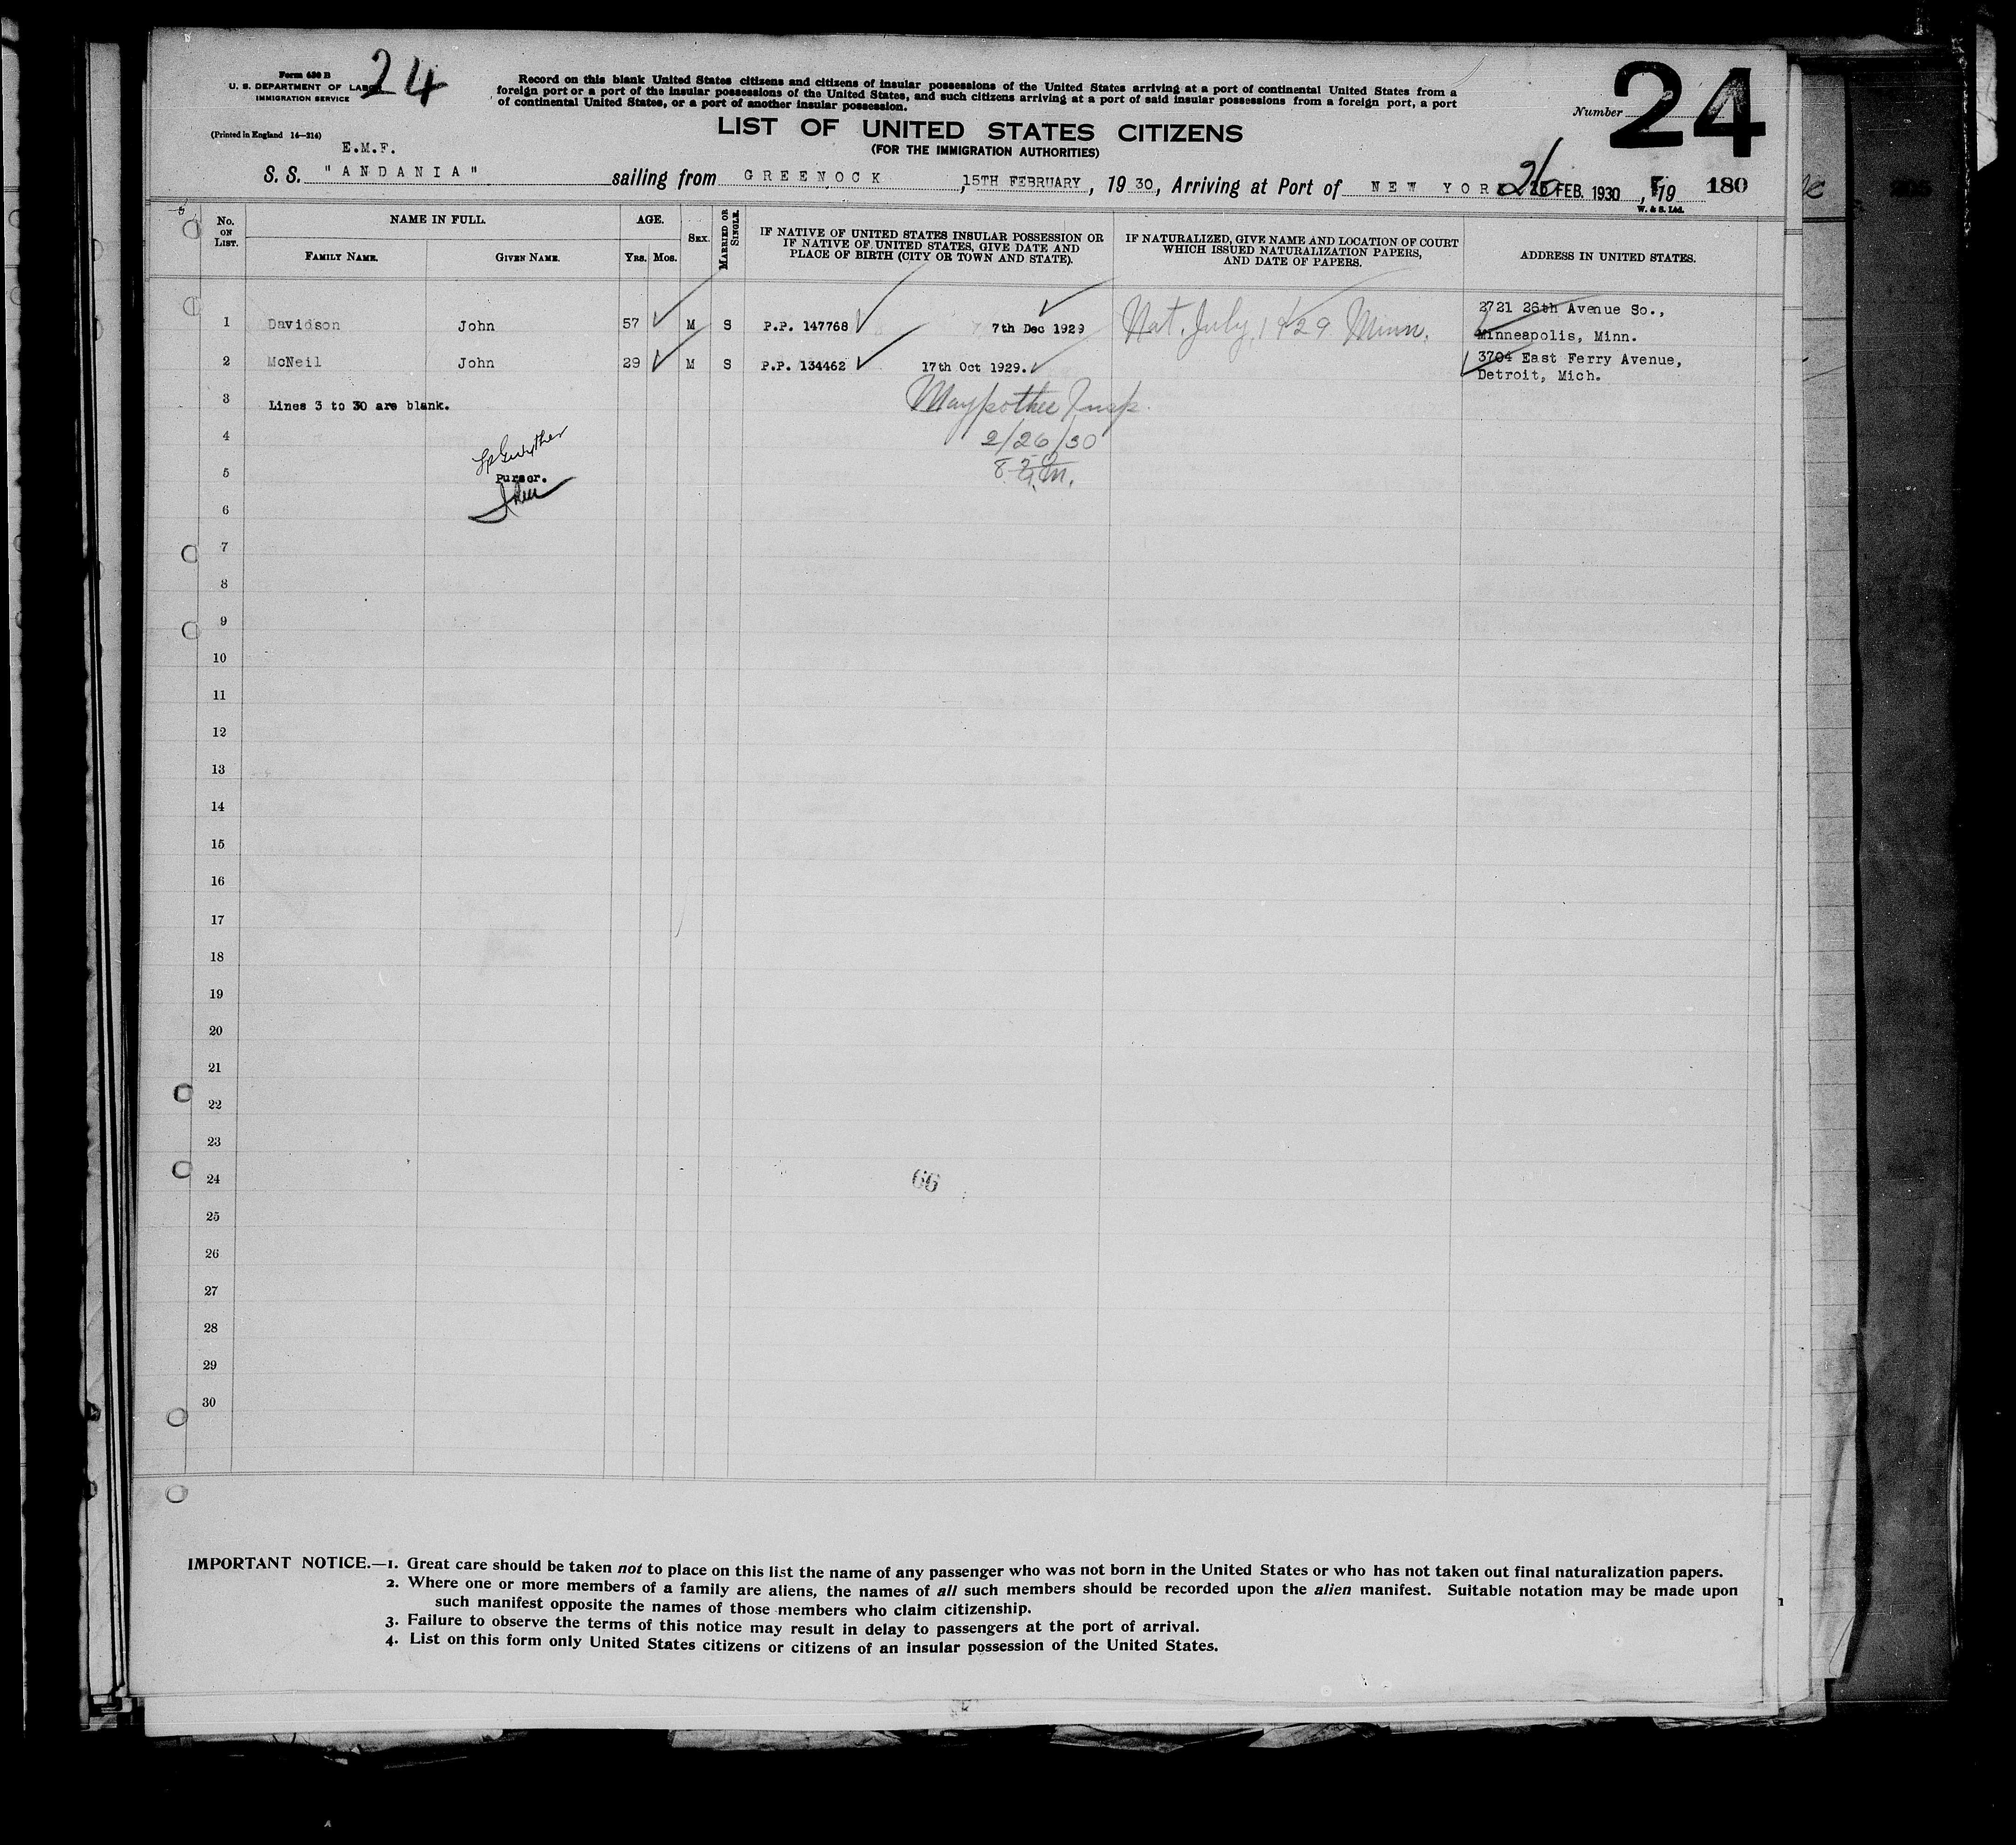 Form 630 B
U. S. DEPARTMENT OF LABOR
IMMIGRATION SERVICE
24
Record on this blank United States citizens and citizens of insular possessions of the United States arriving at a port of continental United States from a
foreign port or a port of the insular possessions of the United States, and such citizens arriving at a port of said insular possessions from a foreign port, a port
of continental United States, or a port of another insular possession.
Number 24
(Printed in England 14—314)
LIST OF UNITED STATES CITIZENS
(FOR THE IMMIGRATION AUTHORITIES)
E.M.F.
S. S. "ANDANIA" sailing from GREENOCK, 15TH FEBRUARY, 1930, Arriving at Port of NEW YORK 26 FEB. 1930, 19 180
W. & S. Ltd.
No. ON LIST. NAME IN FULL. AGE. SEX. MARRIED OR SINGLE. IF NATIVE OF UNITED STATES INSULAR POSSESSION OR IF NATIVE OF UNITED STATES, GIVE DATE AND PLACE OF BIRTH (CITY OR TOWN AND STATE). IF NATURALIZED, GIVE NAME AND LOCATION OF COURT WHICH ISSUED NATURALIZATION PAPERS, AND DATE OF PAPERS. ADDRESS IN UNITED STATES.
FAMILY NAME. GIVEN NAME. YRS. MOS.
1 Davidson John 57 M S P.P. 147768 7th Dec 1929 Nat. July, 1929 Minn. 2721 26th Avenue So.,
Minneapolis, Minn.
2 McNeil John 29 M S P.P. 134462 17th Oct 1929. 3704 East Ferry Avenue,
Detroit, Mich.
3 Lines 3 to 30 are blank. Insp.
4 2/26/30
5 Purser.
6
7
8
9
10
11
12
13
14
15
16
17
18
19
20
21
22
23
24 66
25
26
27
28
29
30
IMPORTANT NOTICE.—1. Great care should be taken not to place on this list the name of any passenger who was not born in the United States or who has not taken out final naturalization papers.
2. Where one or more members of a family are aliens, the names of all such members should be recorded upon the alien manifest. Suitable notation may be made upon
such manifest opposite the names of those members who claim citizenship.
3. Failure to observe the terms of this notice may result in delay to passengers at the port of arrival.
4. List on this form only United States citizens or citizens of an insular possession of the United States.